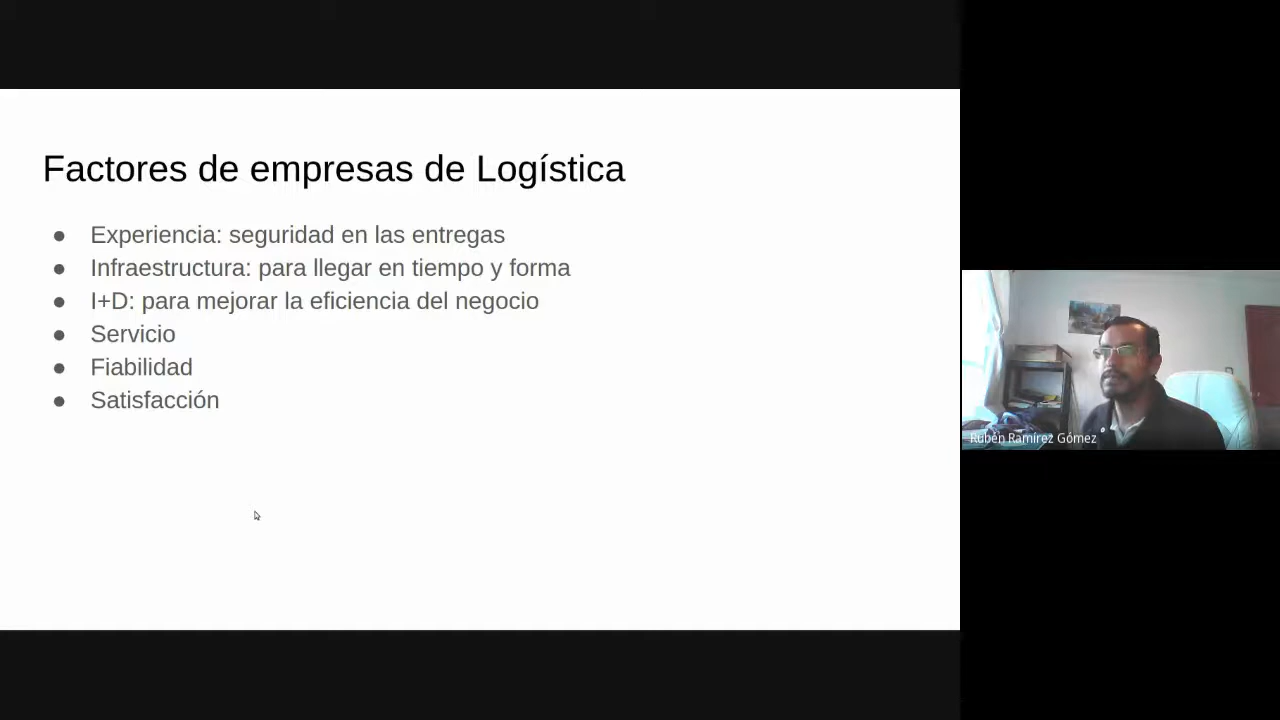 Factores de empresas de Logística
● Experiencia: seguridad en las entregas
● Infraestructura: para llegar en tiempo y forma
● I+D: para mejorar la eficiencia del negocio
● Servicio
● Fiabilidad
● Satisfacción
Rubén Ramírez Gómez